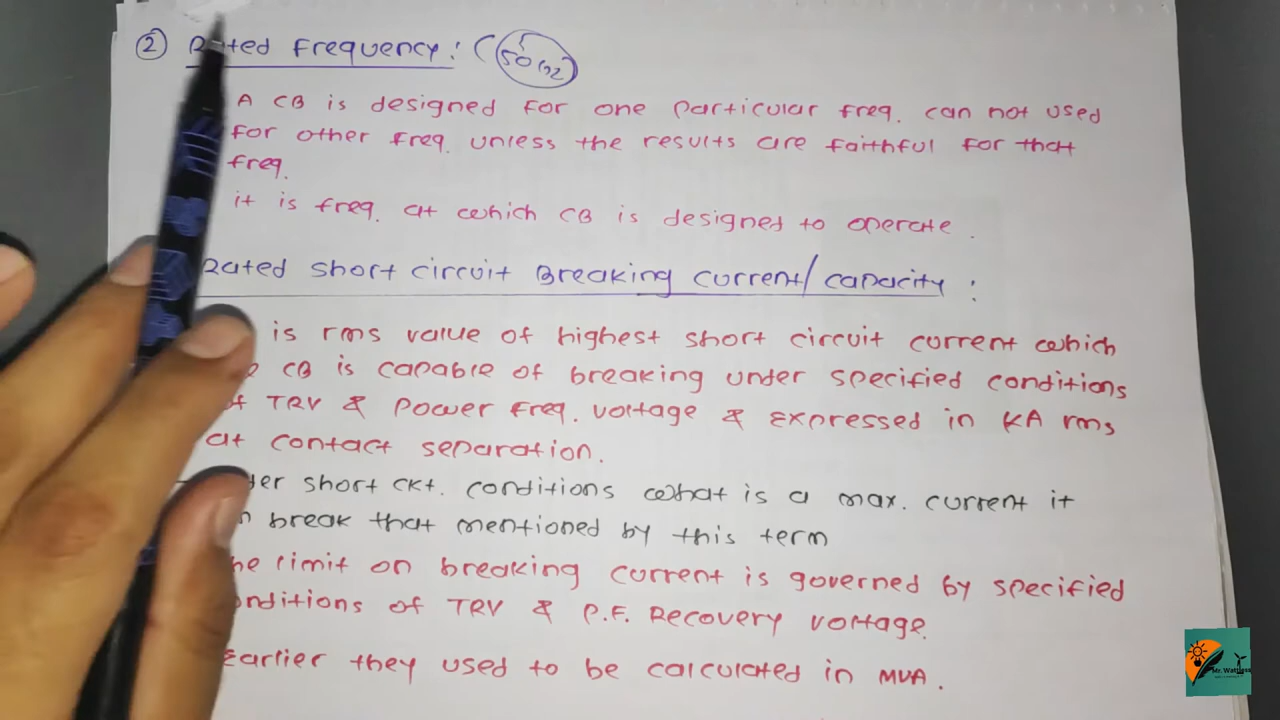 ② Rated Frequency: (50Hz)
A CB is designed for one particular freq. can not used
for other freq. unless the results are faithful for that
freq.
it is freq. at which CB is designed to operate.
Rated short circuit Breaking current/capacity:
is rms value of highest short circuit current which
CB is capable of breaking under specified conditions
of TRV & Power freq. voltage & expressed in KA rms
at contact separation.
short ckt. conditions what is a max. current it
break that mentioned by this term
limit on breaking current is governed by specified
conditions of TRV & P.F. Recovery voltage.
Earlier they used to be calculated in MVA.
Mr. Wattless